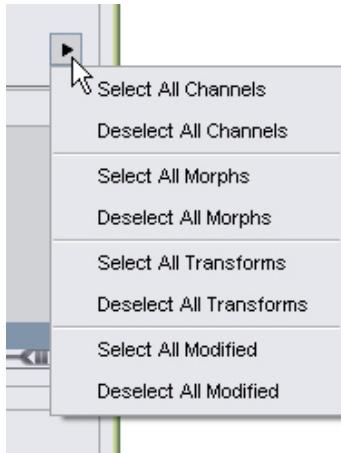 Select All Channels
Deselect All Channels
Select All Morphs
Deselect All Morphs
Select All Transforms
Deselect All Transforms
Select All Modified
Deselect All Modified